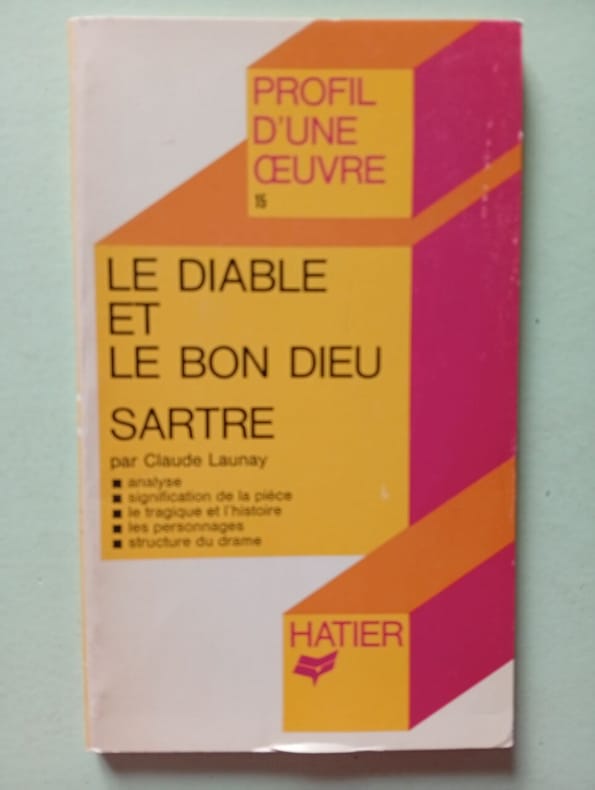 PROFIL
D'UNE
ŒUVRE
15
LE DIABLE
ET
LE BON DIEU
SARTRE
par Claude Launay
■ analyse
■ signification de la pièce
■ le tragique et l'histoire
■ les personnages
■ structure du drame
HATIER